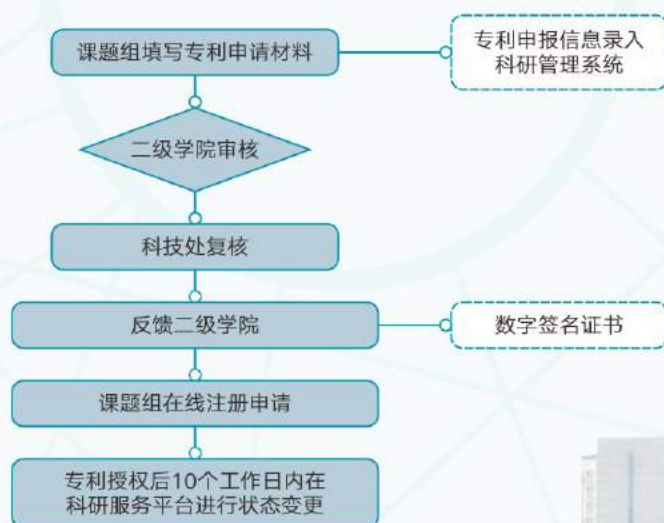 课题组填写专利申请材料
专利申报信息录入
科研管理系统
二级学院审核
科技处复核
反馈二级学院
数字签名证书
课题组在线注册申请
专利授权后10个工作日内在
科研服务平台进行状态变更